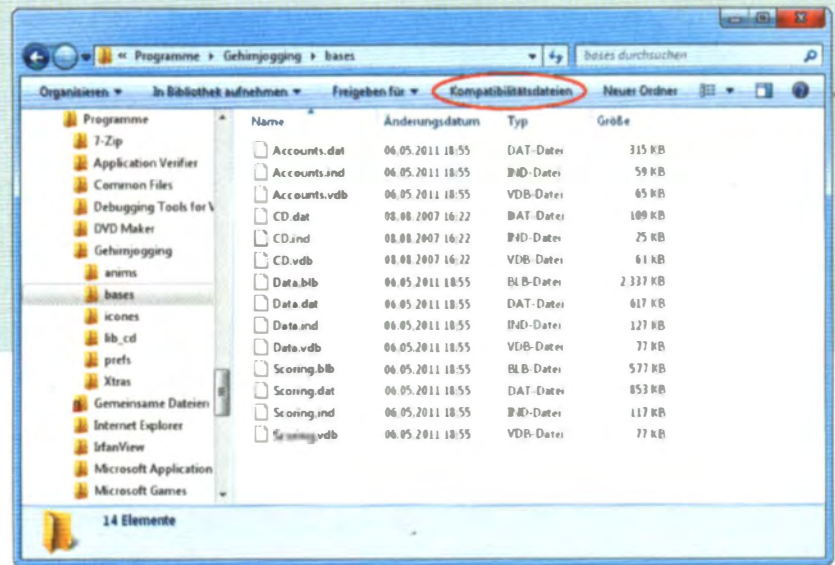 « Programme ▸ Gehirnjogging ▸ bases
bases durchsuchen
Organisieren In Bibliothek aufnehmen Freigeben für Kompatibilitätsdateien Neuer Ordner
Programme
7-Zip
Application Verifier
Common Files
Debugging Tools for V
DVD Maker
Gehirnjogging
anims
bases
icones
lib_cd
prefs
Xtras
Gemeinsame Dateien
Internet Explorer
IrfanView
Microsoft Application
Microsoft Games
Name Änderungsdatum Typ Größe
Accounts.dat 06.05.2011 18:55 DAT-Datei 315 KB
Accounts.ind 06.05.2011 18:55 IND-Datei 59 KB
Accounts.vdb 06.05.2011 18:55 VDB-Datei 65 KB
CD.dat 08.08.2007 16:22 DAT-Datei 109 KB
CD.ind 08.08.2007 16:22 IND-Datei 25 KB
CD.vdb 08.08.2007 16:22 VDB-Datei 61 KB
Data.blb 06.05.2011 18:55 BLB-Datei 2.337 KB
Data.dat 06.05.2011 18:55 DAT-Datei 617 KB
Data.ind 06.05.2011 18:55 IND-Datei 127 KB
Data.vdb 06.05.2011 18:55 VDB-Datei 77 KB
Scoring.blb 06.05.2011 18:55 BLB-Datei 577 KB
Scoring.dat 06.05.2011 18:55 DAT-Datei 853 KB
Scoring.ind 06.05.2011 18:55 IND-Datei 117 KB
Scoring.vdb 06.05.2011 18:55 VDB-Datei 77 KB
14 Elemente